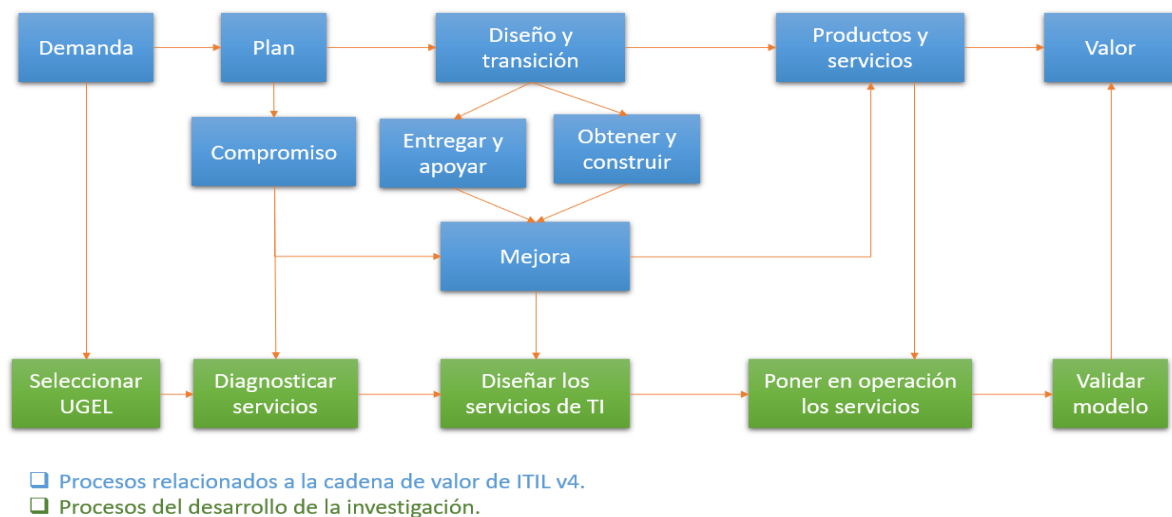 Demanda
Plan
Diseño y
transición
Productos y
servicios
Valor
Compromiso
Entregar y
apoyar
Obtener y
construir
Mejora
Seleccionar
UGEL
Diagnosticar
servicios
Diseñar los
servicios de TI
Poner en operación
los servicios
Validar
modelo
Procesos relacionados a la cadena de valor de ITIL v4.
Procesos del desarrollo de la investigación.